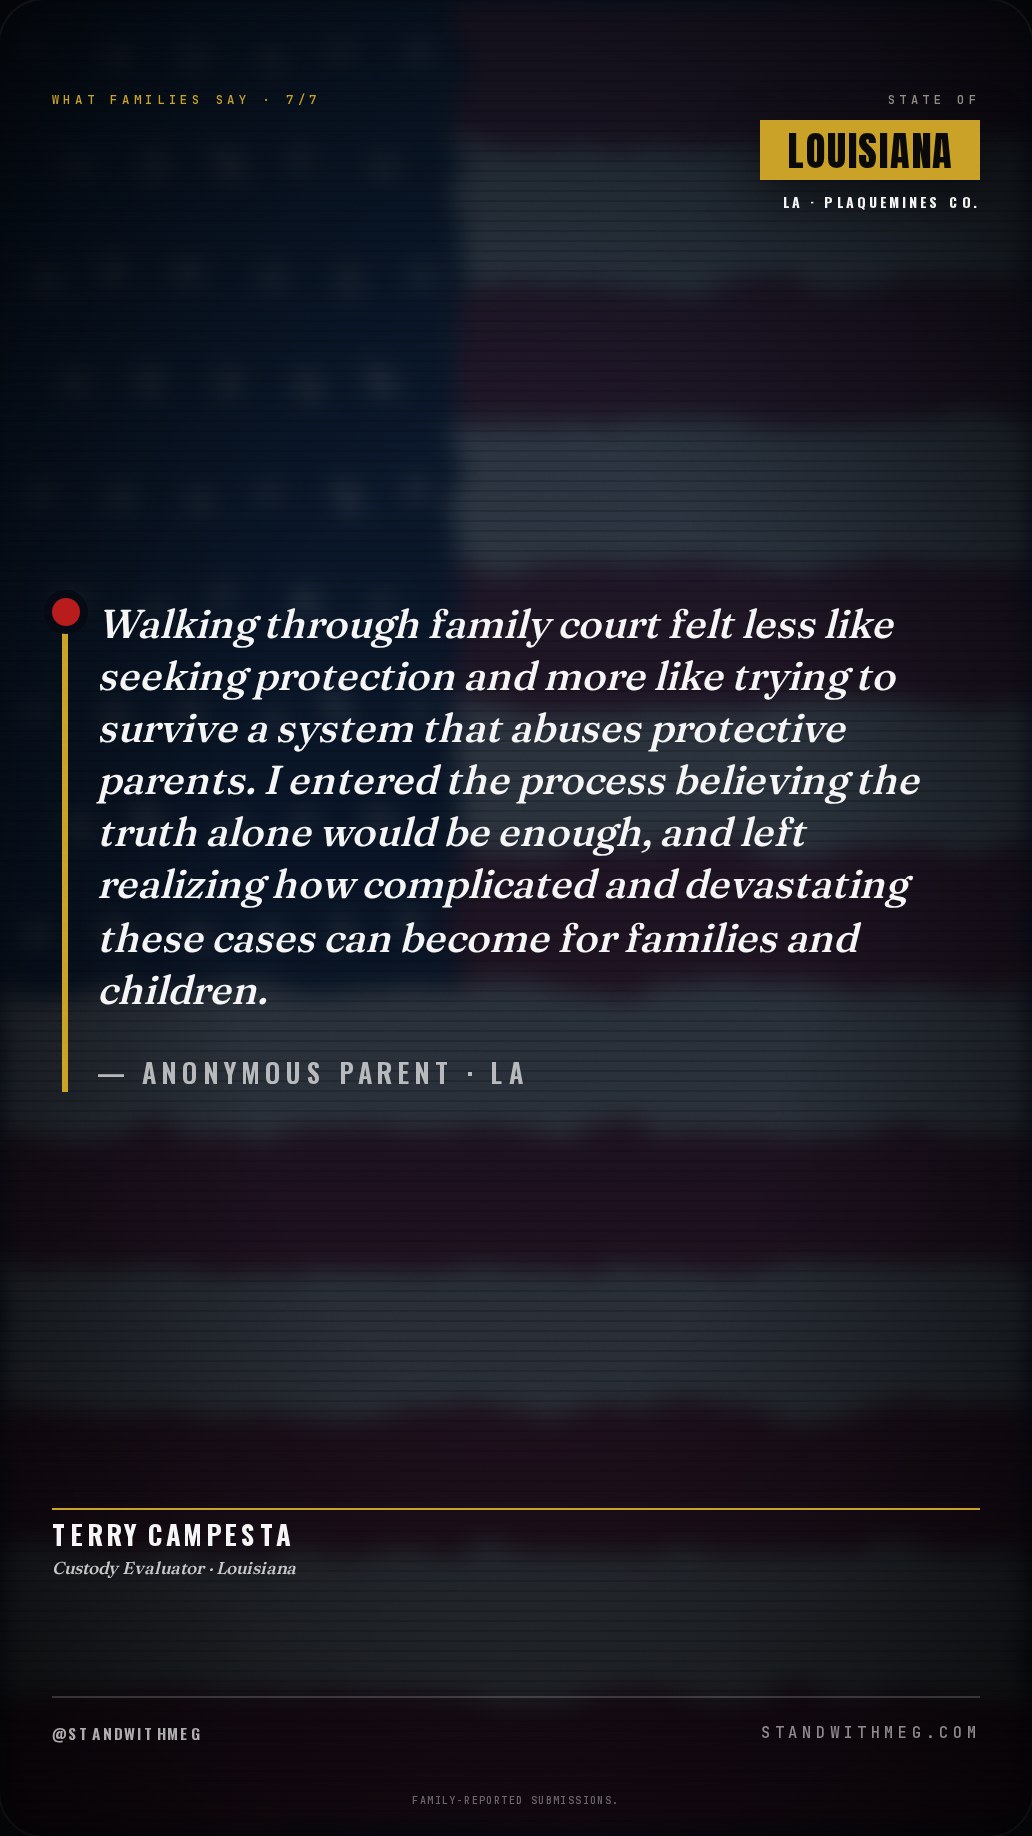 WHAT FAMILIES SAY · 7/7
STATE OF
LOUISIANA
LA · PLAQUEMINES CO.
Walking through family court felt less like
seeking protection and more like trying to
survive a system that abuses protective
parents. I entered the process believing the
truth alone would be enough, and left
realizing how complicated and devastating
these cases can become for families and
children.
— ANONYMOUS PARENT · LA
TERRY CAMPESTA
Custody Evaluator · Louisiana
@STANDWITHMEG
STANDWITHMEG.COM
FAMILY-REPORTED SUBMISSIONS.